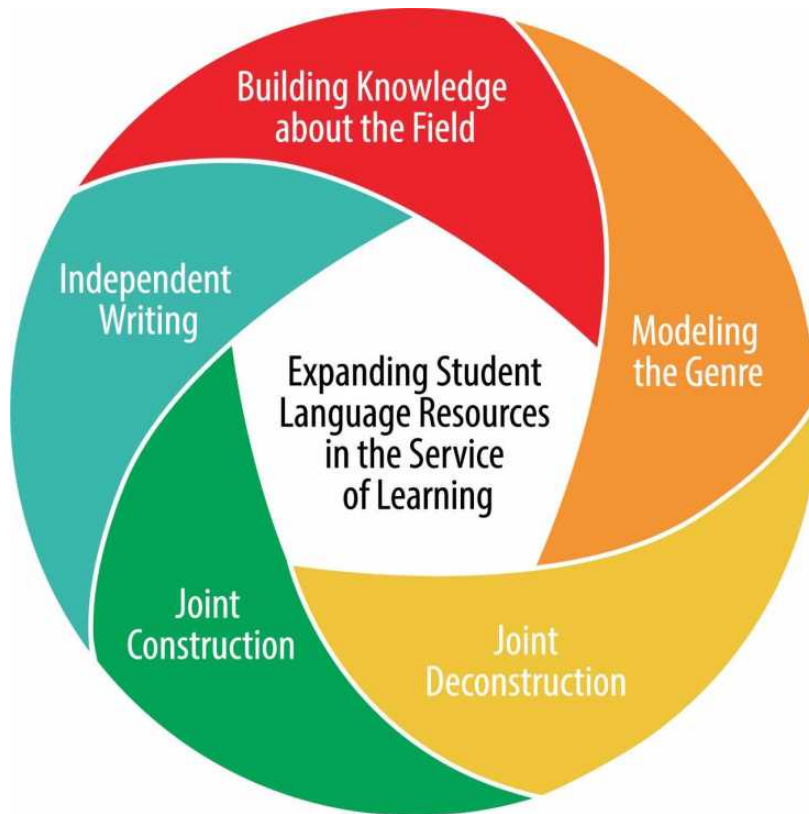 Building Knowledge
about the Field
Modeling
the Genre
Joint
Deconstruction
Joint
Construction
Independent
Writing
Expanding Student
Language Resources
in the Service
of Learning